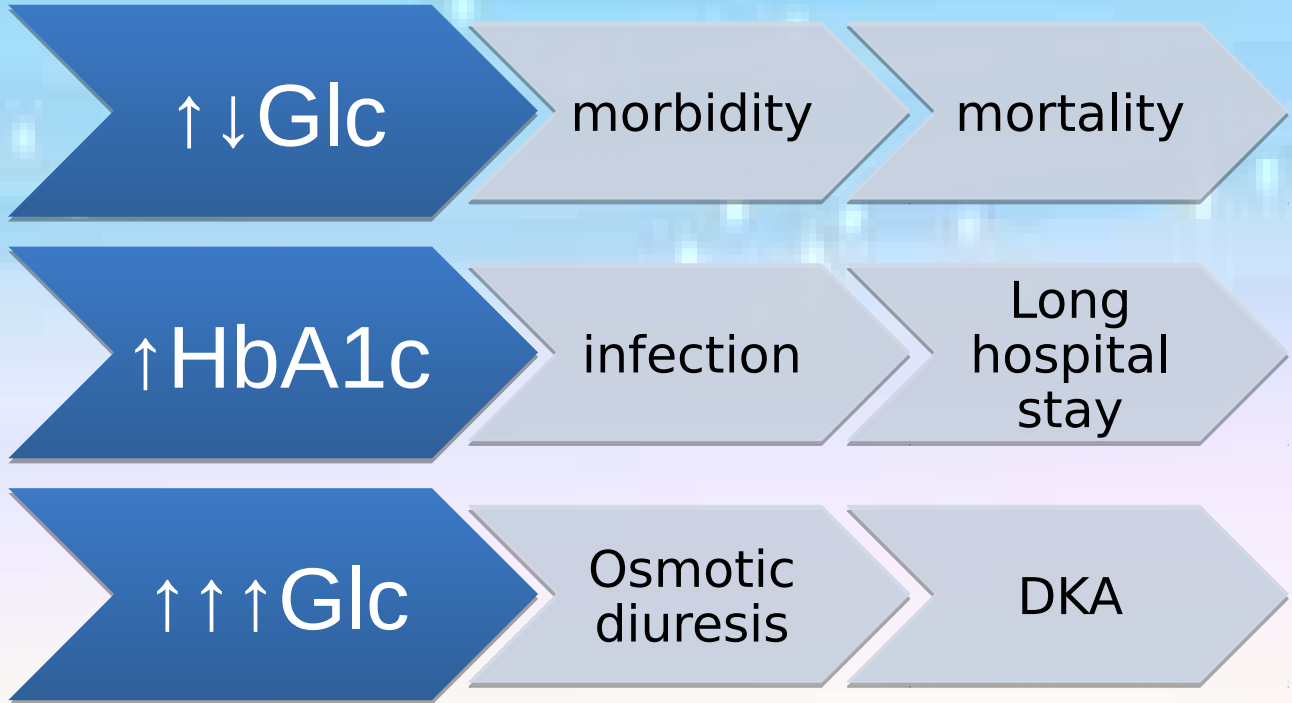 ↑↓Glc
morbidity
mortality
↑HbA1c
infection
Long
hospital
stay
↑↑↑Glc
Osmotic
diuresis
DKA